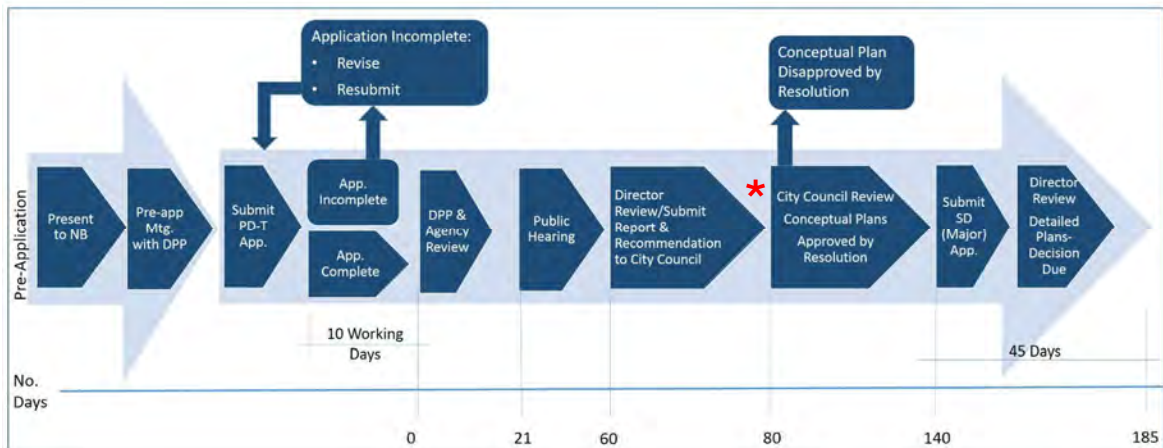 Application Incomplete:
• Revise
• Resubmit
Conceptual Plan
Disapproved by
Resolution
Pre-Application
Present
to NB
Pre-app
Mtg.
with DPP
Submit
PD-T
App.
App.
Incomplete
App.
Complete
DPP &
Agency
Review
Public
Hearing
Director
Review/Submit
Report &
Recommendation
to City Council
*
City Council Review
Conceptual Plans
Approved by
Resolution
Submit
SD
(Major)
App.
Director
Review
Detailed
Plans-
Decision
Due
10 Working
Days
45 Days
No.
Days
0
21
60
80
140
185